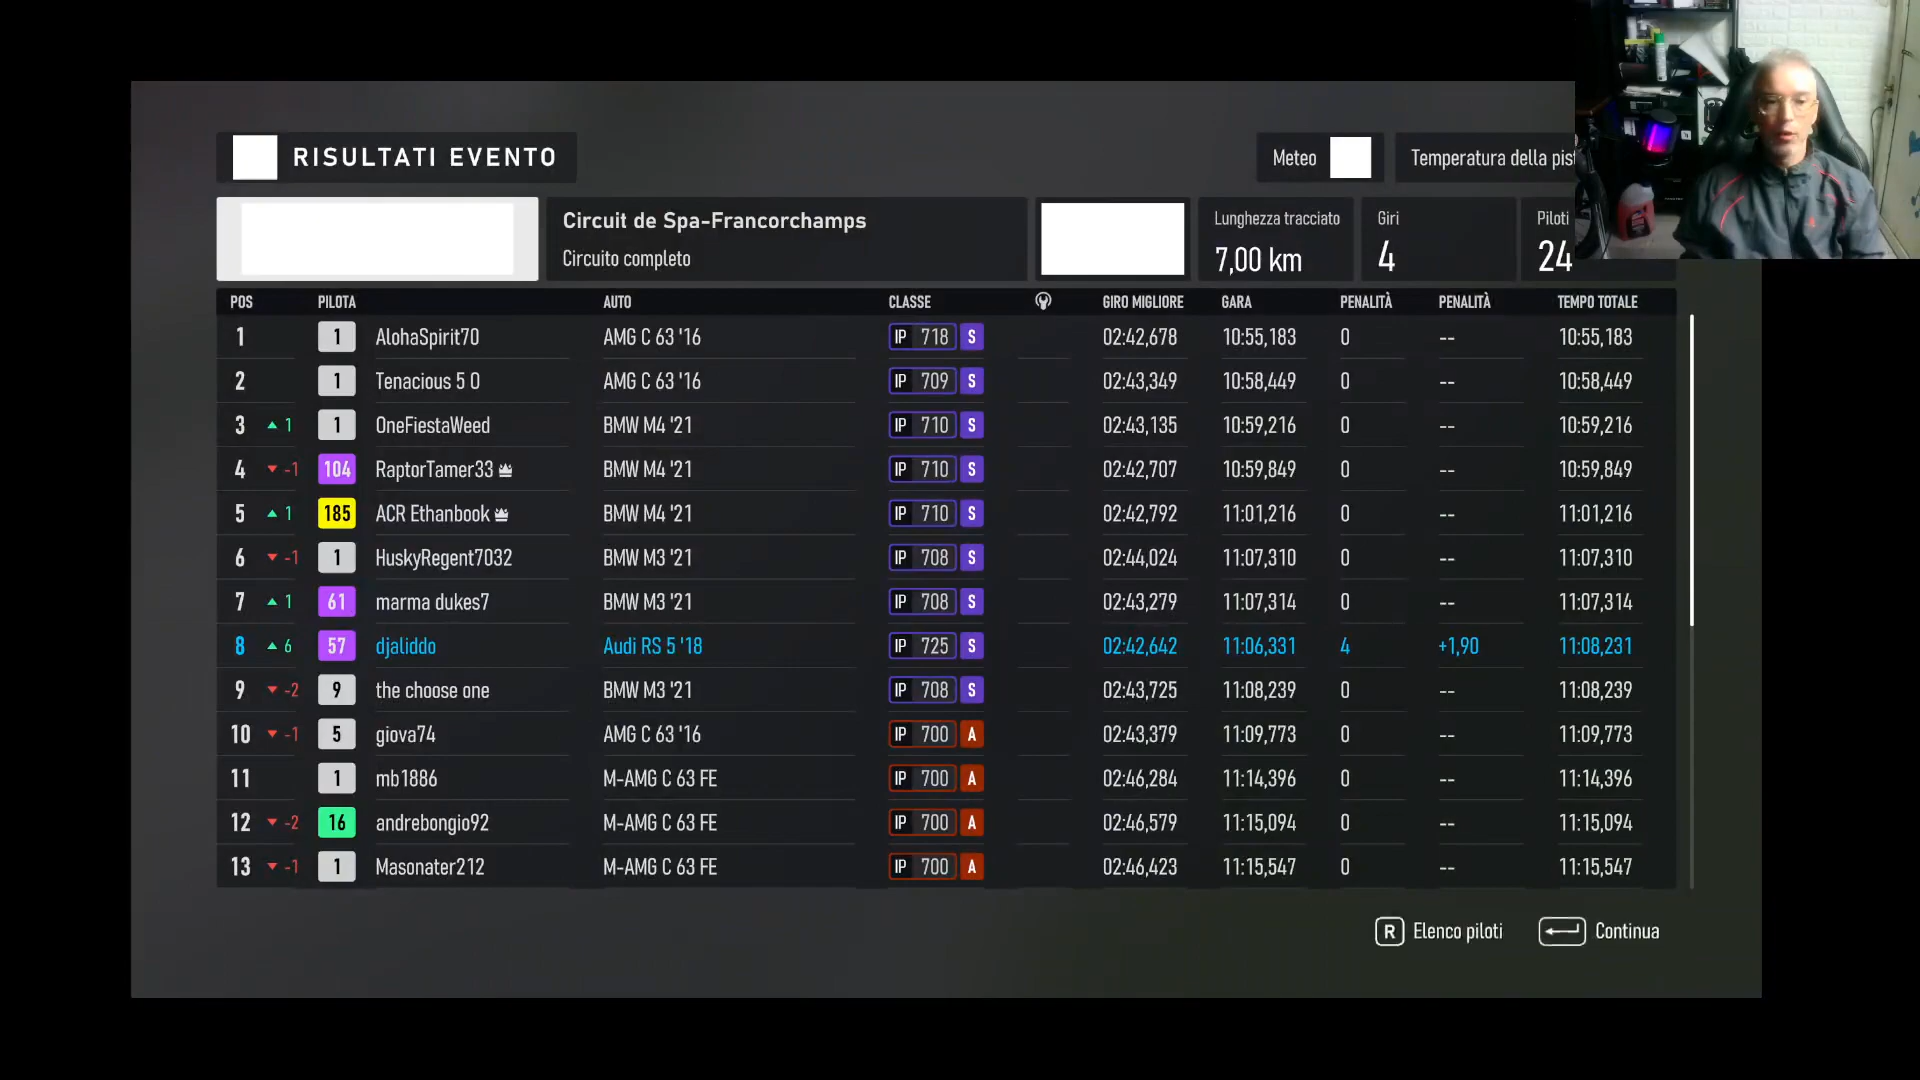 RISULTATI EVENTO
Meteo
Temperatura della pist
Circuit de Spa-Francorchamps
Circuito completo
Lunghezza tracciato
7,00 km
Giri
4
Piloti
24
POS PILOTA AUTO CLASSE GIRO MIGLIORE GARA PENALITÀ PENALITÀ TEMPO TOTALE
1 1 AlohaSpirit70 AMG C 63 '16 IP 718 S 02:42,678 10:55,183 0 -- 10:55,183
2 1 Tenacious 5 0 AMG C 63 '16 IP 709 S 02:43,349 10:58,449 0 -- 10:58,449
3 ▲ 1 1 OneFiestaWeed BMW M4 '21 IP 710 S 02:43,135 10:59,216 0 -- 10:59,216
4 ▼ -1 104 RaptorTamer33 BMW M4 '21 IP 710 S 02:42,707 10:59,849 0 -- 10:59,849
5 ▲ 1 185 ACR Ethanbook BMW M4 '21 IP 710 S 02:42,792 11:01,216 0 -- 11:01,216
6 ▼ -1 1 HuskyRegent7032 BMW M3 '21 IP 708 S 02:44,024 11:07,310 0 -- 11:07,310
7 ▲ 1 61 marma dukes7 BMW M3 '21 IP 708 S 02:43,279 11:07,314 0 -- 11:07,314
8 ▲ 6 57 djaliddo Audi RS 5 '18 IP 725 S 02:42,642 11:06,331 4 +1,90 11:08,231
9 ▼ -2 9 the choose one BMW M3 '21 IP 708 S 02:43,725 11:08,239 0 -- 11:08,239
10 ▼ -1 5 giova74 AMG C 63 '16 IP 700 A 02:43,379 11:09,773 0 -- 11:09,773
11 1 mb1886 M-AMG C 63 FE IP 700 A 02:46,284 11:14,396 0 -- 11:14,396
12 ▼ -2 16 andrebongio92 M-AMG C 63 FE IP 700 A 02:46,579 11:15,094 0 -- 11:15,094
13 ▼ -1 1 Masonater212 M-AMG C 63 FE IP 700 A 02:46,423 11:15,547 0 -- 11:15,547
R Elenco piloti
Continua